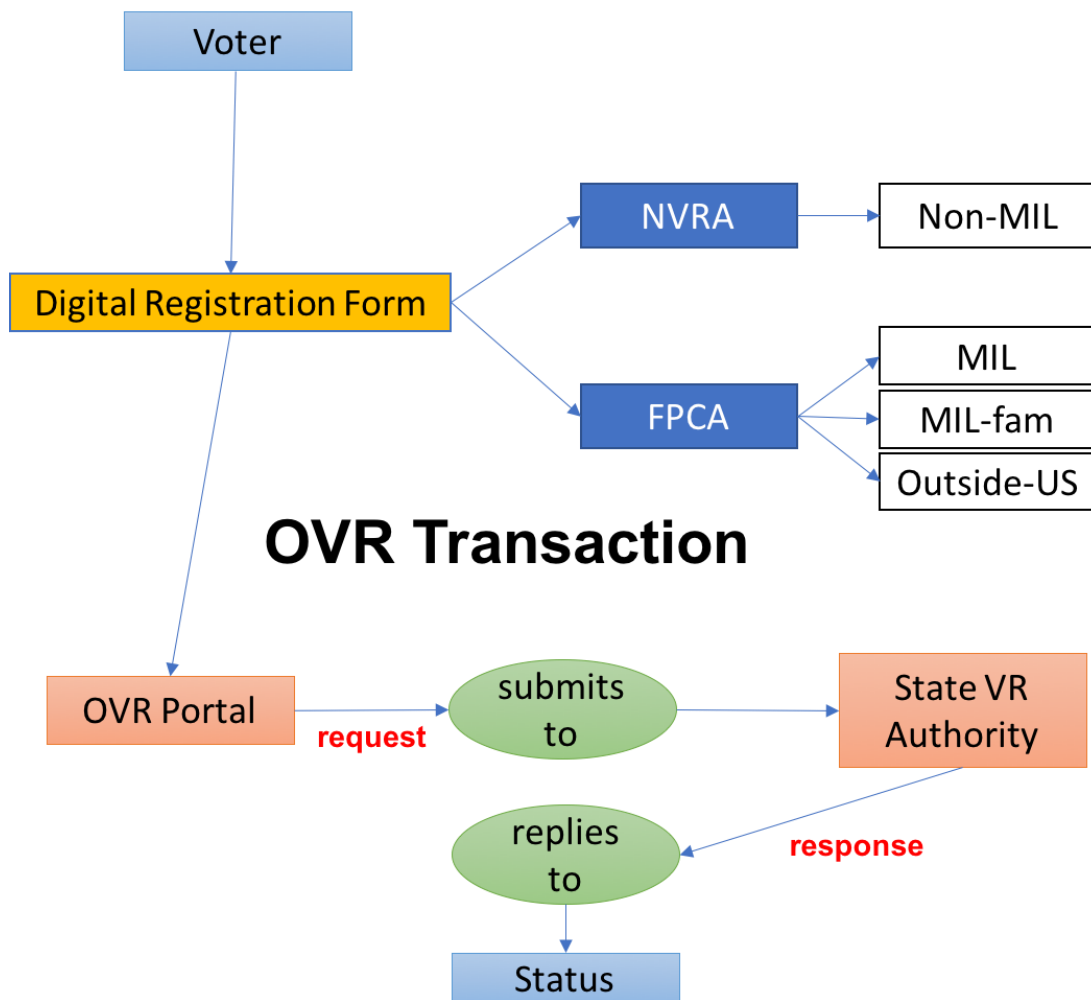 Voter
NVRA
Non-MIL
Digital Registration Form
MIL
FPCA
MIL-fam
Outside-US
OVR Transaction
OVR Portal
request
submits
to
State VR
Authority
replies
to
response
Status